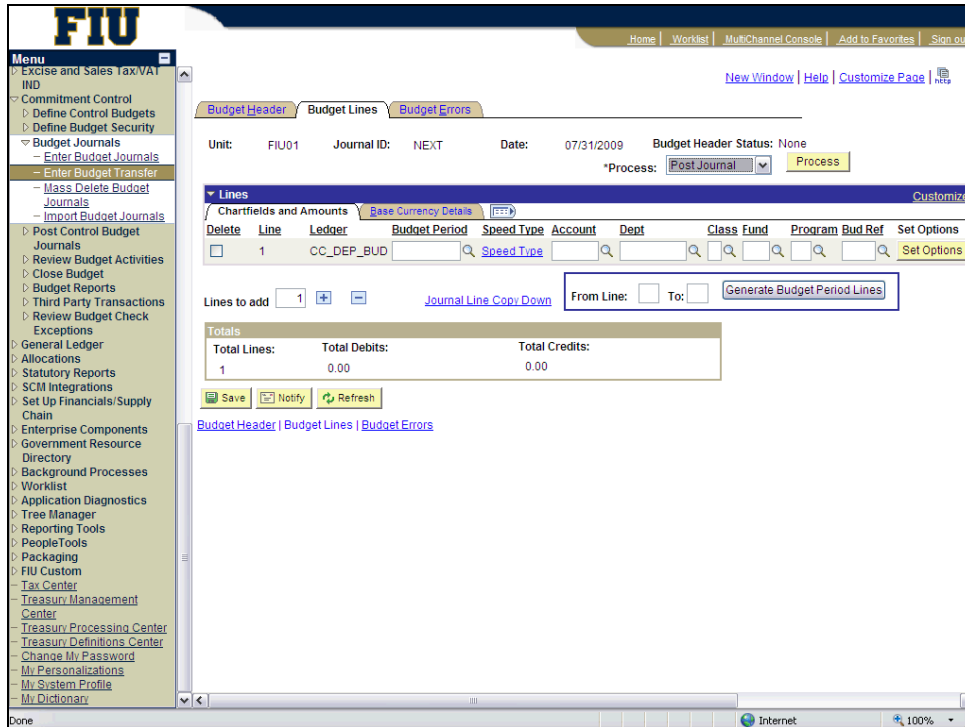 FIU
Home | Worklist | MultiChannel Console | Add to Favorites | Sign ou
Menu
Excise and Sales Tax/VAT
IND
Commitment Control
Define Control Budgets
Define Budget Security
Budget Journals
Enter Budget Journals
Enter Budget Transfer
Mass Delete Budget
Journals
Import Budget Journals
Post Control Budget
Journals
Review Budget Activities
Close Budget
Budget Reports
Third Party Transactions
Review Budget Check
Exceptions
General Ledger
Allocations
Statutory Reports
SCM Integrations
Set Up Financials/Supply
Chain
Enterprise Components
Government Resource
Directory
Background Processes
Worklist
Application Diagnostics
Tree Manager
Reporting Tools
PeopleTools
Packaging
FIU Custom
Tax Center
Treasury Management
Center
Treasury Processing Center
Treasury Definitions Center
Change My Password
My Personalizations
My System Profile
My Dictionary
New Window | Help | Customize Page | http
Budget Header Budget Lines Budget Errors
Unit: FIU01 Journal ID: NEXT Date: 07/31/2009 Budget Header Status: None
*Process: Post Journal Process
Lines Customize
Chartfields and Amounts Base Currency Details
Delete Line Ledger Budget Period Speed Type Account Dept Class Fund Program Bud Ref Set Options
1 CC_DEP_BUD Speed Type Set Options
Lines to add 1 + - Journal Line Copy Down From Line: To: Generate Budget Period Lines
Totals
Total Lines: Total Debits: Total Credits:
1 0.00 0.00
Save Notify Refresh
Budget Header | Budget Lines | Budget Errors
Done Internet 100%